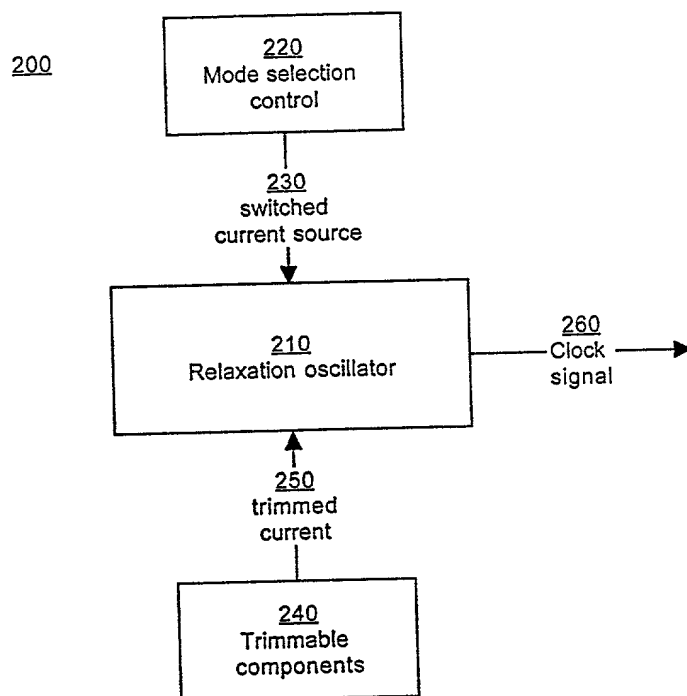 200
220
Mode selection
control
230
switched
current source
210
Relaxation oscillator
260
Clock
signal
250
trimmed
current
240
Trimmable
components